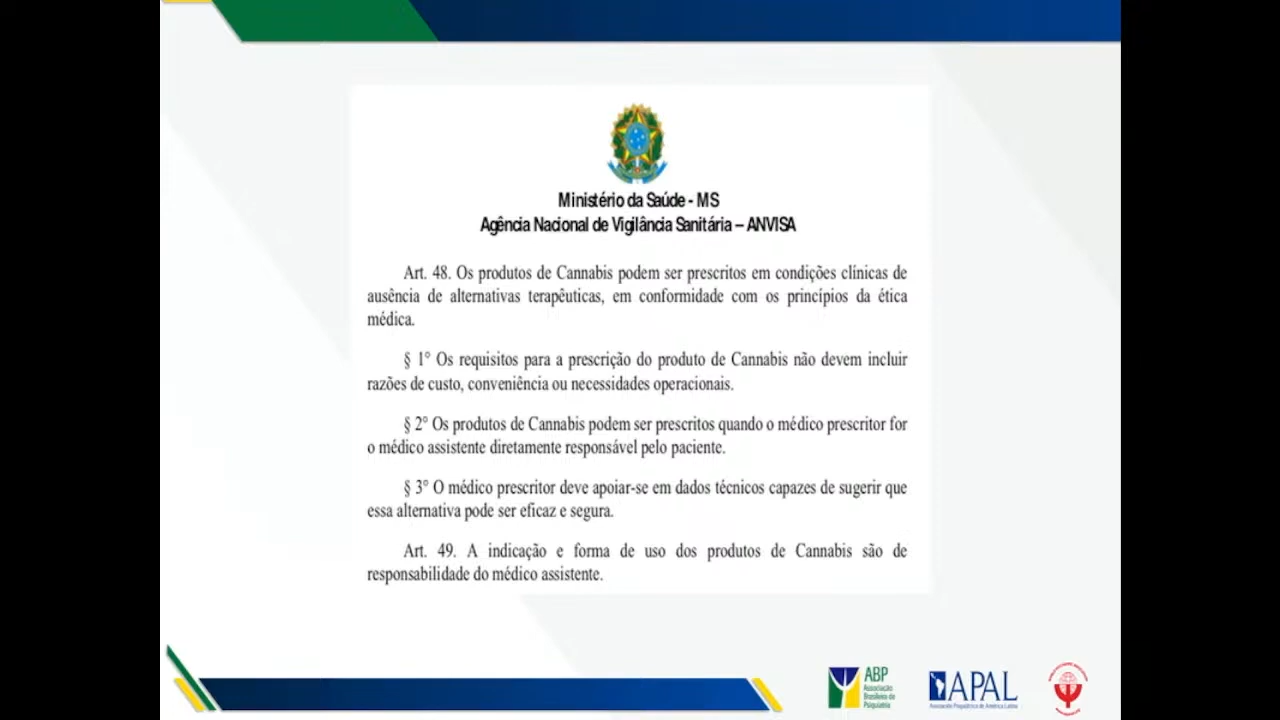 Ministério da Saúde - MS
Agência Nacional de Vigilância Sanitária – ANVISA
Art. 48. Os produtos de Cannabis podem ser prescritos em condições clínicas de
ausência de alternativas terapêuticas, em conformidade com os princípios da ética
médica.
§ 1° Os requisitos para a prescrição do produto de Cannabis não devem incluir
razões de custo, conveniência ou necessidades operacionais.
§ 2° Os produtos de Cannabis podem ser prescritos quando o médico prescritor for
o médico assistente diretamente responsável pelo paciente.
§ 3° O médico prescritor deve apoiar-se em dados técnicos capazes de sugerir que
essa alternativa pode ser eficaz e segura.
Art. 49. A indicação e forma de uso dos produtos de Cannabis são de
responsabilidade do médico assistente.
ABP
Associação
Brasileira de
Psiquiatria
APAL